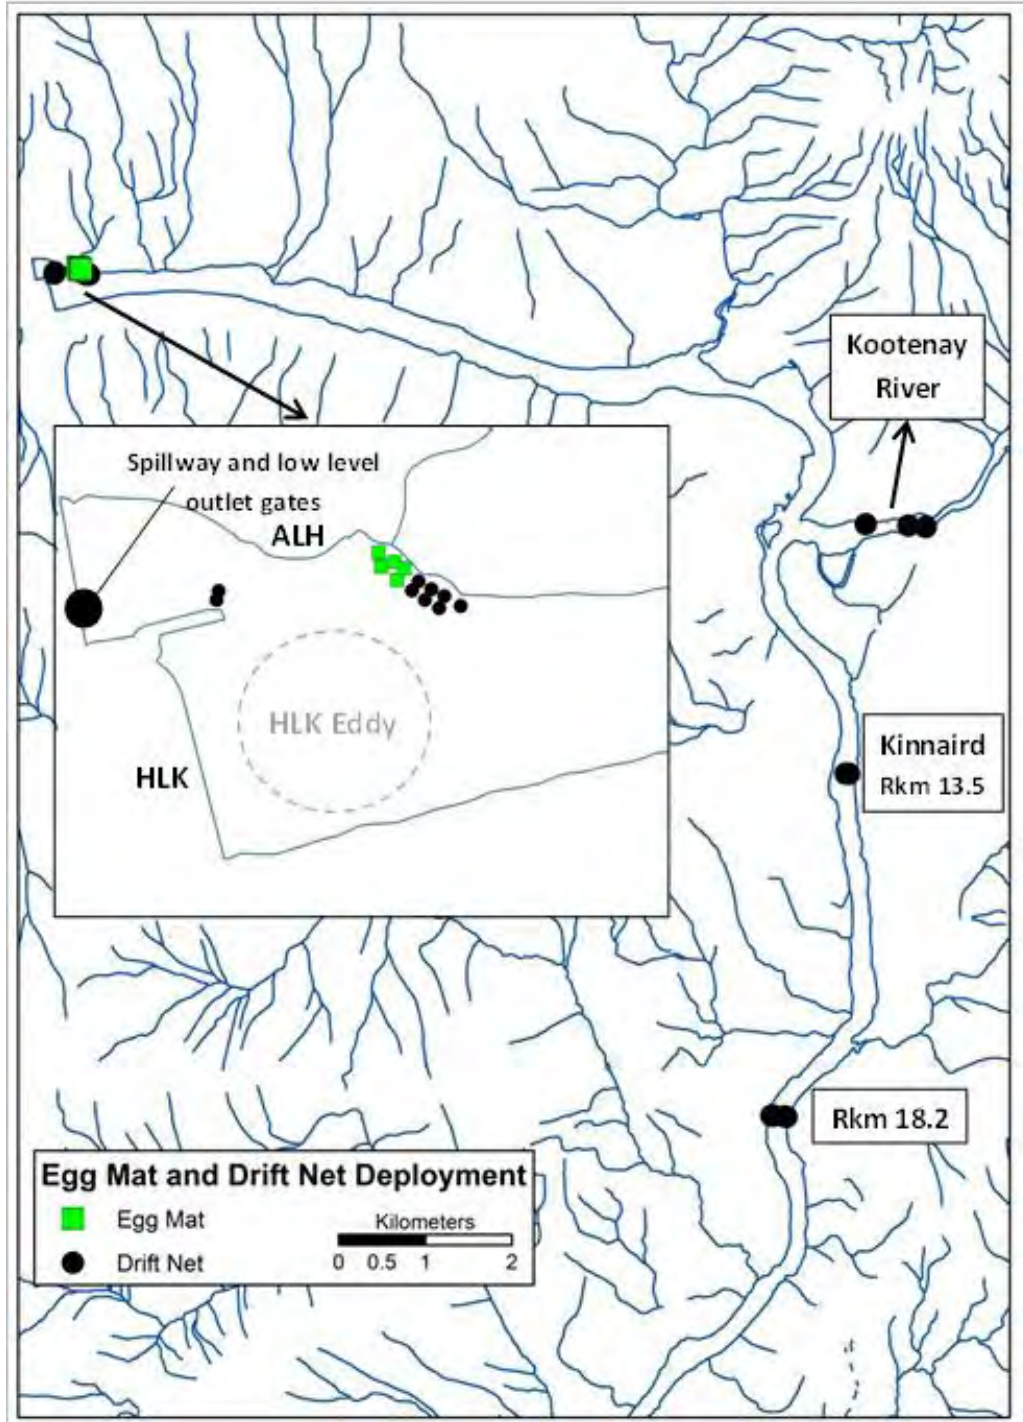 Kootenay
River
Spillway and low level
outlet gates
ALH
HLK Eddy
HLK
Kinnaird
Rkm 13.5
Rkm 18.2
Egg Mat and Drift Net Deployment
Egg Mat
Drift Net
Kilometers
0 0.5 1 2